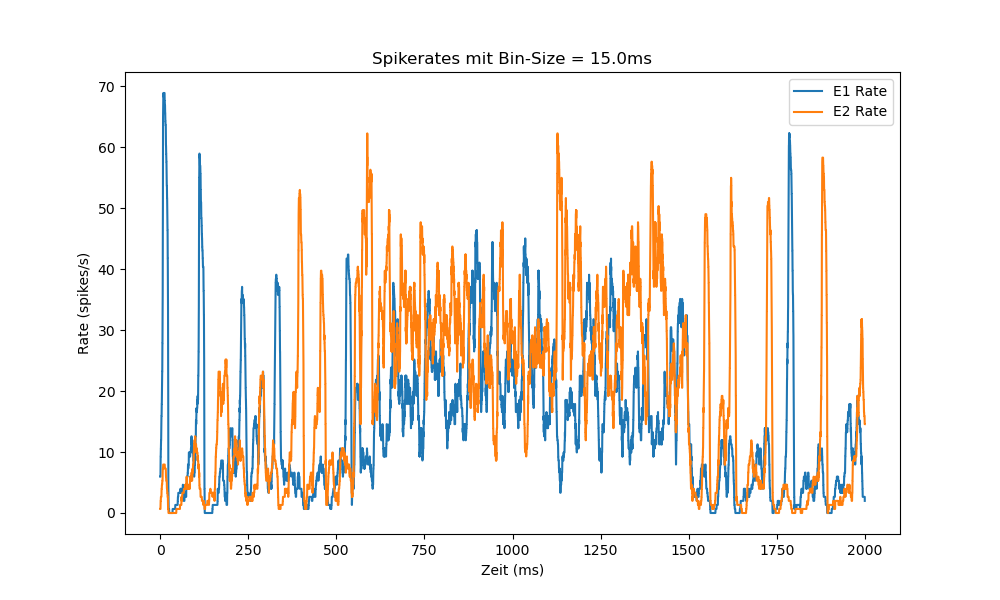 Spikerates mit Bin-Size = 15.0ms
E1 Rate
E2 Rate
Rate (spikes/s)
70
60
50
40
30
20
10
0
0 250 500 750 1000 1250 1500 1750 2000
Zeit (ms)